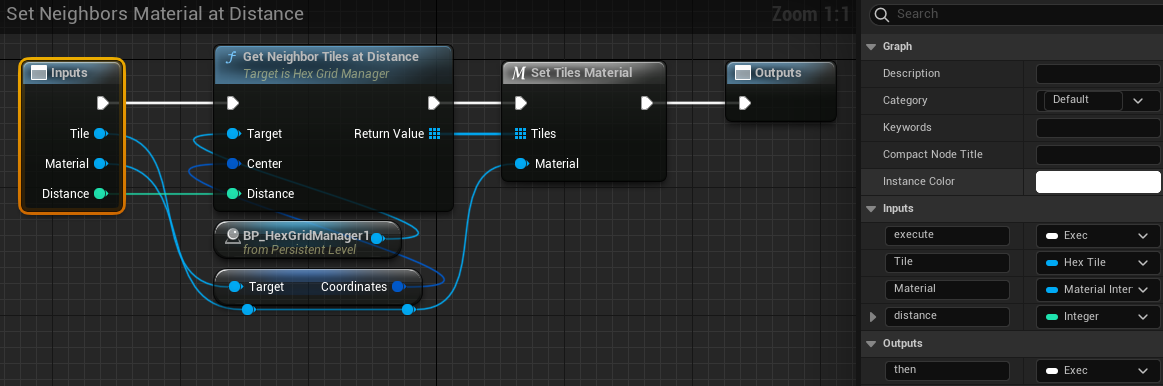 Set Neighbors Material at Distance
Zoom 1:1
Inputs
Tile
Material
Distance
Get Neighbor Tiles at Distance
Target is Hex Grid Manager
Target
Return Value
Center
Distance
BP_HexGridManager1
from Persistent Level
Target
Coordinates
Set Tiles Material
Tiles
Material
Outputs
Search
Graph
Description
Category
Default
Keywords
Compact Node Title
Instance Color
Inputs
execute
Exec
Tile
Hex Tile
Material
Material Inter
distance
Integer
Outputs
then
Exec